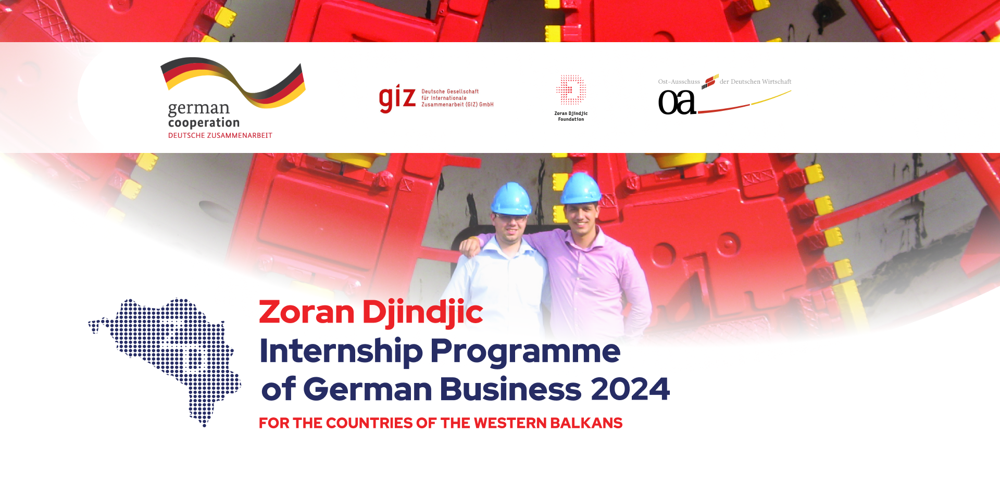 german
cooperation
DEUTSCHE ZUSAMMENARBEIT
giz
Deutsche Gesellschaft
für Internationale
Zusammenarbeit (GIZ) GmbH
Zoran Djindjic
Foundation
Ost-Ausschuss der Deutschen Wirtschaft
oa
Zoran Djindjic
Internship Programme
of German Business 2024
FOR THE COUNTRIES OF THE WESTERN BALKANS